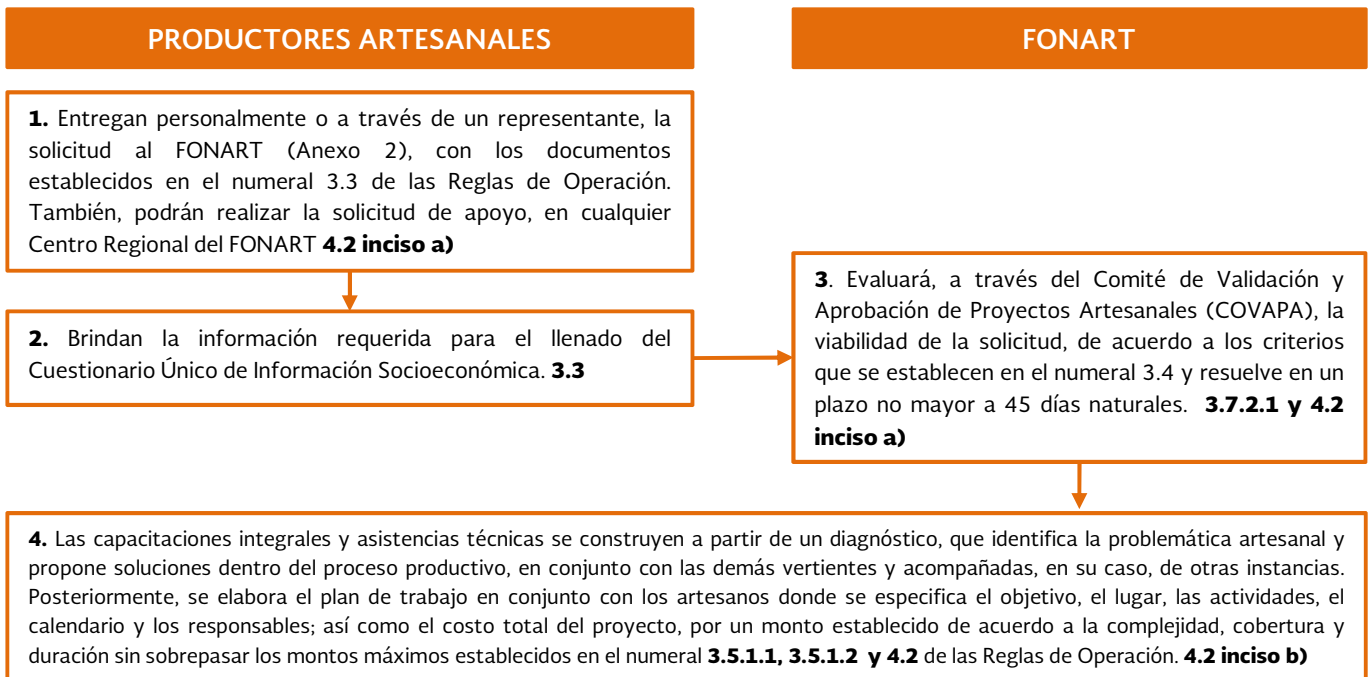 PRODUCTORES ARTESANALES
FONART
1. Entregan personalmente o a través de un representante, la
solicitud al FONART (Anexo 2), con los documentos
establecidos en el numeral 3.3 de las Reglas de Operación.
También, podrán realizar la solicitud de apoyo, en cualquier
Centro Regional del FONART 4.2 inciso a)
2. Brindan la información requerida para el llenado del
Cuestionario Único de Información Socioeconómica. 3.3
3. Evaluará, a través del Comité de Validación y
Aprobación de Proyectos Artesanales (COVAPA), la
viabilidad de la solicitud, de acuerdo a los criterios
que se establecen en el numeral 3.4 y resuelve en un
plazo no mayor a 45 días naturales. 3.7.2.1 y 4.2
inciso a)
4. Las capacitaciones integrales y asistencias técnicas se construyen a partir de un diagnóstico, que identifica la problemática artesanal y
propone soluciones dentro del proceso productivo, en conjunto con las demás vertientes y acompañadas, en su caso, de otras instancias.
Posteriormente, se elabora el plan de trabajo en conjunto con los artesanos donde se especifica el objetivo, el lugar, las actividades, el
calendario y los responsables; así como el costo total del proyecto, por un monto establecido de acuerdo a la complejidad, cobertura y
duración sin sobrepasar los montos máximos establecidos en el numeral 3.5.1.1, 3.5.1.2 y 4.2 de las Reglas de Operación. 4.2 inciso b)